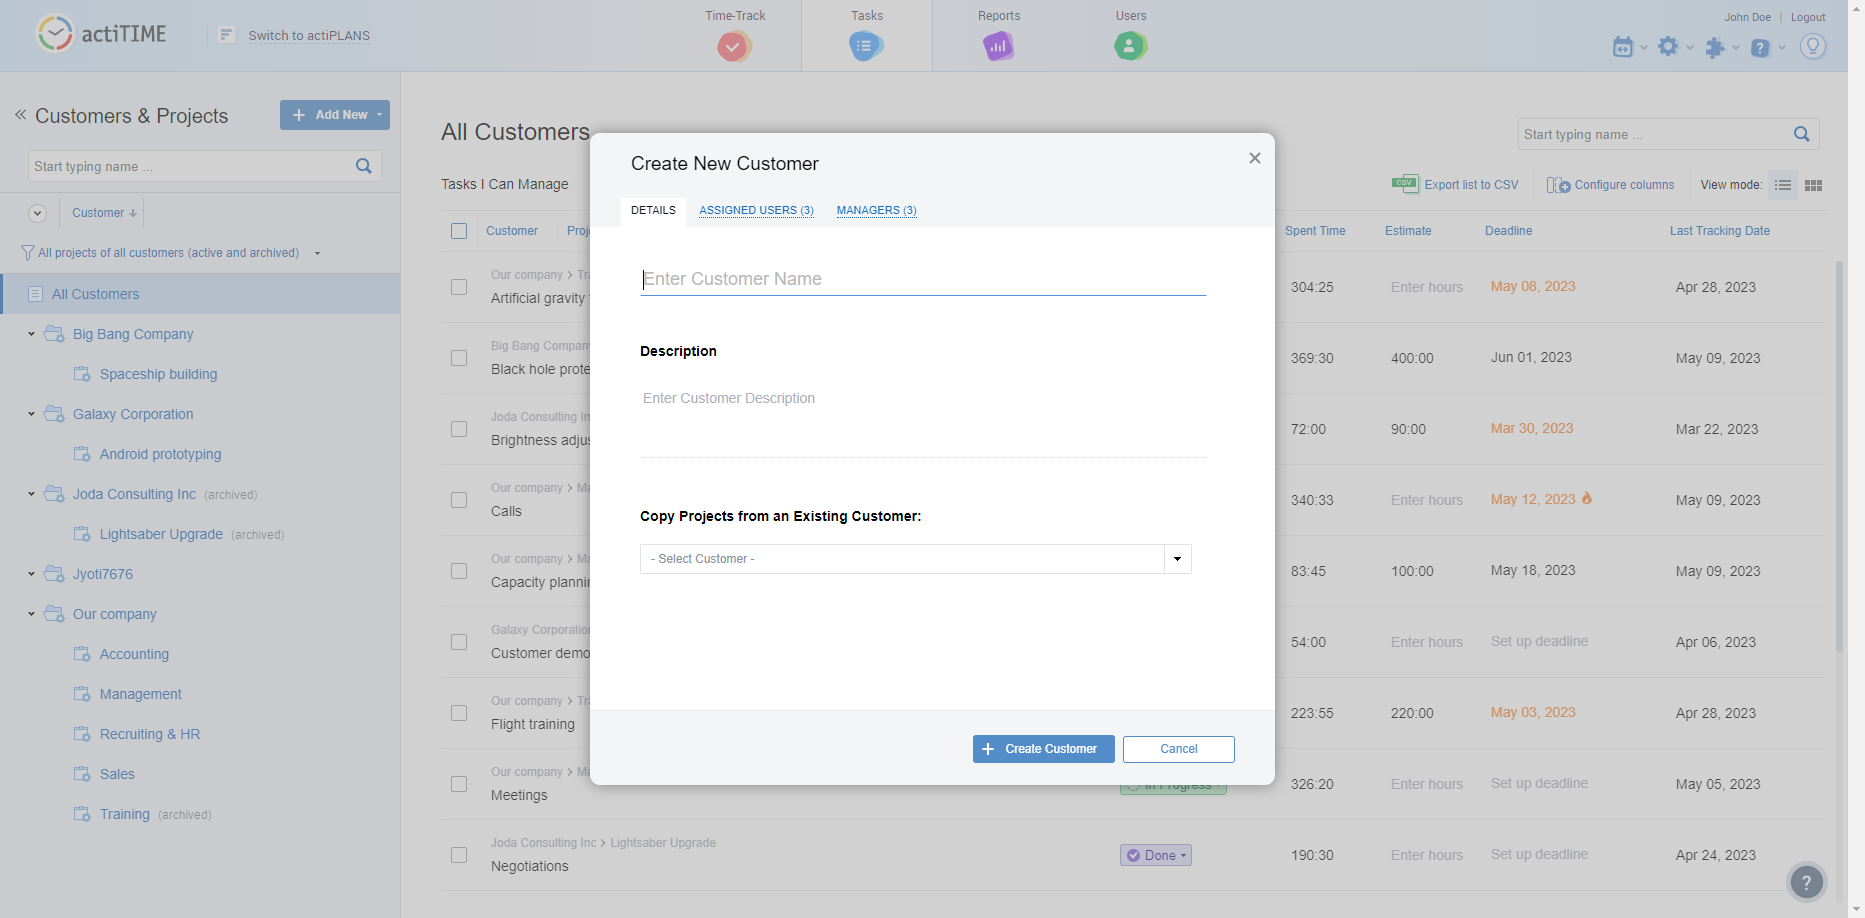 actiTIME
Switch to actiPLANS
Time-Track
Tasks
Reports
Users
John Doe | Logout
Customers & Projects
Add New
Start typing name ...
Customer
All projects of all customers (active and archived)
All Customers
Big Bang Company
Spaceship building
Galaxy Corporation
Android prototyping
Joda Consulting Inc (archived)
Lightsaber Upgrade (archived)
Jyoti7676
Our company
Accounting
Management
Recruiting & HR
Sales
Training (archived)
All Customers
Start typing name ...
Tasks I Can Manage
CSV Export list to CSV
Configure columns
View mode:
Customer
Spent Time
Estimate
Deadline
Last Tracking Date
Our company >
Artificial gravity
304:25 Enter hours May 08, 2023 Apr 28, 2023
Big Bang Company
Black hole
369:30 400:00 Jun 01, 2023 May 09, 2023
Joda Consulting
Brightness
72:00 90:00 Mar 30, 2023 Mar 22, 2023
Our company >
Calls
340:33 Enter hours May 12, 2023 May 09, 2023
Our company >
Capacity
83:45 100:00 May 18, 2023 May 09, 2023
Galaxy
Customer demo
54:00 Enter hours Set up deadline Apr 06, 2023
Our company >
Flight training
223:55 220:00 May 03, 2023 Apr 28, 2023
Our company >
Meetings
In Progress
326:20 Enter hours Set up deadline May 05, 2023
Joda Consulting Inc > Lightsaber Upgrade
Negotiations
Done
190:30 Enter hours Set up deadline Apr 24, 2023
Create New Customer
DETAILS
ASSIGNED USERS (3)
MANAGERS (3)
Enter Customer Name
Description
Enter Customer Description
Copy Projects from an Existing Customer:
- Select Customer -
Create Customer
Cancel